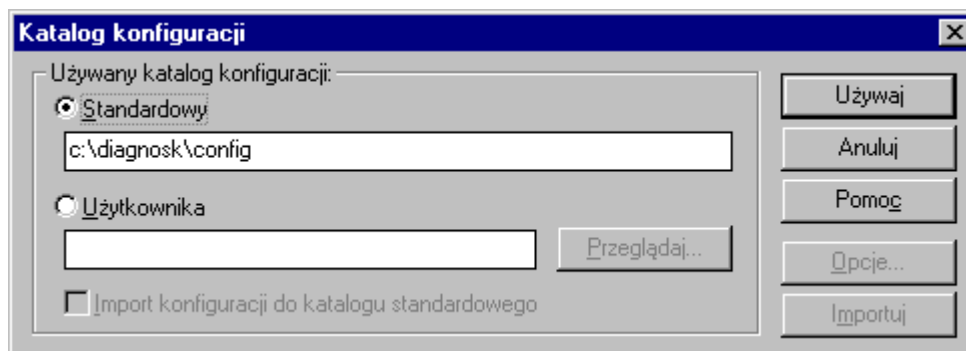 Katalog konfiguracji
Używany katalog konfiguracji:
Standardowy
c:\diagnosk\config
Użytkownika
Przeglądaj...
Import konfiguracji do katalogu standardowego
Używaj
Anuluj
Pomoc
Opcje...
Importuj